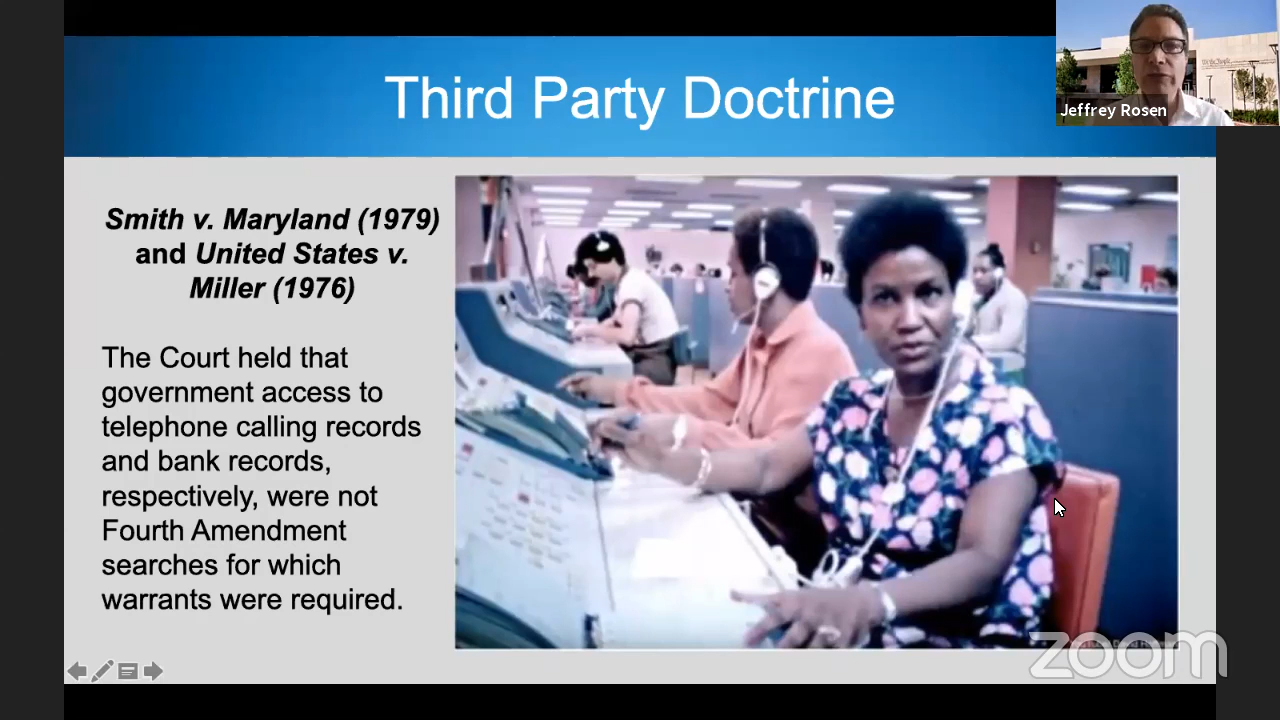 Third Party Doctrine
Jeffrey Rosen
Smith v. Maryland (1979)
and United States v.
Miller (1976)
The Court held that
government access to
telephone calling records
and bank records,
respectively, were not
Fourth Amendment
searches for which
warrants were required.
zoom